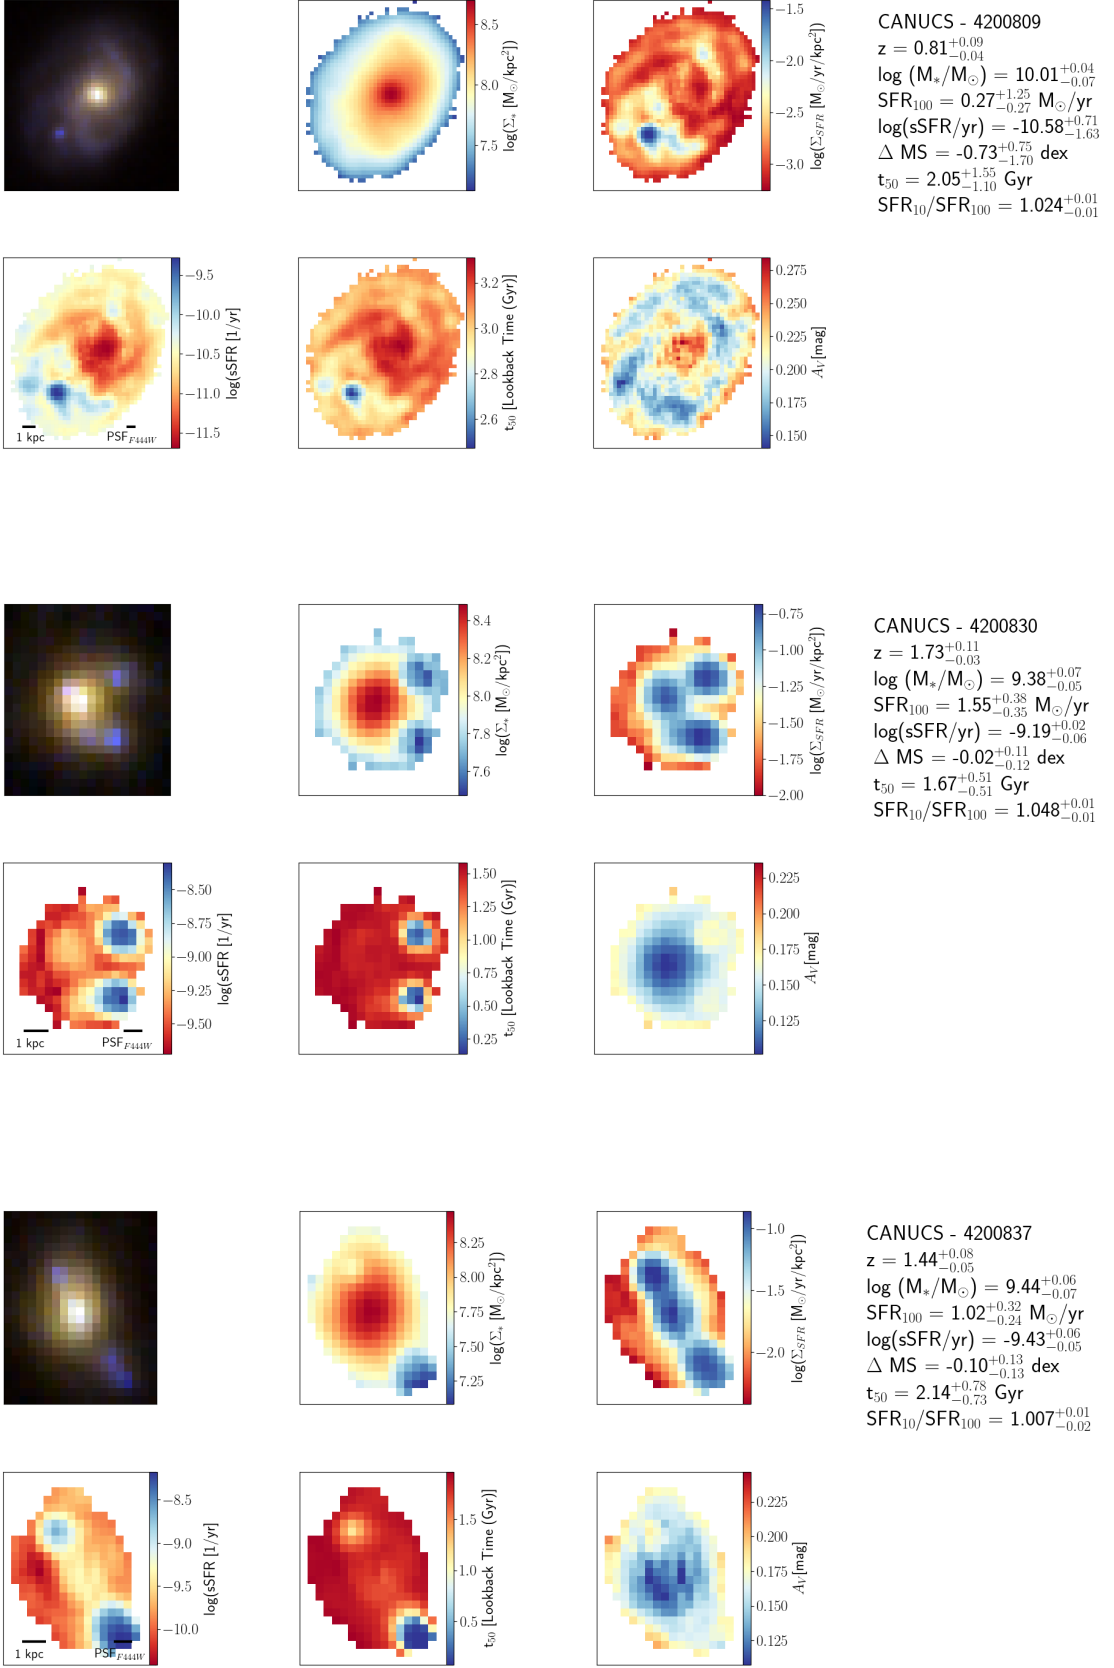 8.5
8.0
7.5
log(Σ* [M⊙/kpc²])
−1.5
−2.0
−2.5
−3.0
log(Σ_SFR [M⊙/yr/kpc²])
CANUCS - 4200809
z = 0.81^{+0.09}_{−0.04}
log (M*/M⊙) = 10.01^{+0.04}_{−0.07}
SFR₁₀₀ = 0.27^{+1.25}_{−0.27} M⊙/yr
log(sSFR/yr) = -10.58^{+0.71}_{−1.63}
Δ MS = -0.73^{+0.75}_{−1.70} dex
t₅₀ = 2.05^{+1.55}_{−1.10} Gyr
SFR₁₀/SFR₁₀₀ = 1.024^{+0.01}_{−0.01}
1 kpc
PSF_F444W
−9.5
−10.0
−10.5
−11.0
−11.5
log(sSFR [1/yr]
3.2
3.0
2.8
2.6
t₅₀ [Lookback Time (Gyr)]
0.275
0.250
0.225
0.200
0.175
0.150
A_V[mag]
8.4
8.2
8.0
7.8
7.6
log(Σ* [M⊙/kpc²])
−0.75
−1.00
−1.25
−1.50
−1.75
−2.00
log(Σ_SFR [M⊙/yr/kpc²])
CANUCS - 4200830
z = 1.73^{+0.11}_{−0.03}
log (M*/M⊙) = 9.38^{+0.07}_{−0.05}
SFR₁₀₀ = 1.55^{+0.38}_{−0.35} M⊙/yr
log(sSFR/yr) = -9.19^{+0.02}_{−0.06}
Δ MS = -0.02^{+0.11}_{−0.12} dex
t₅₀ = 1.67^{+0.51}_{−0.51} Gyr
SFR₁₀/SFR₁₀₀ = 1.048^{+0.01}_{−0.01}
1 kpc
PSF_F444W
−8.50
−8.75
−9.00
−9.25
−9.50
log(sSFR [1/yr]
1.50
1.25
1.00
0.75
0.50
0.25
t₅₀ [Lookback Time (Gyr)]
0.225
0.200
0.175
0.150
0.125
A_V[mag]
8.25
8.00
7.75
7.50
7.25
log(Σ* [M⊙/kpc²])
−1.0
−1.5
−2.0
log(Σ_SFR [M⊙/yr/kpc²])
CANUCS - 4200837
z = 1.44^{+0.08}_{−0.05}
log (M*/M⊙) = 9.44^{+0.06}_{−0.07}
SFR₁₀₀ = 1.02^{+0.32}_{−0.24} M⊙/yr
log(sSFR/yr) = -9.43^{+0.06}_{−0.05}
Δ MS = -0.10^{+0.13}_{−0.13} dex
t₅₀ = 2.14^{+0.78}_{−0.73} Gyr
SFR₁₀/SFR₁₀₀ = 1.007^{+0.01}_{−0.02}
1 kpc
PSF_F444W
−8.5
−9.0
−9.5
−10.0
log(sSFR [1/yr]
1.5
1.0
0.5
t₅₀ [Lookback Time (Gyr)]
0.225
0.200
0.175
0.150
0.125
A_V[mag]